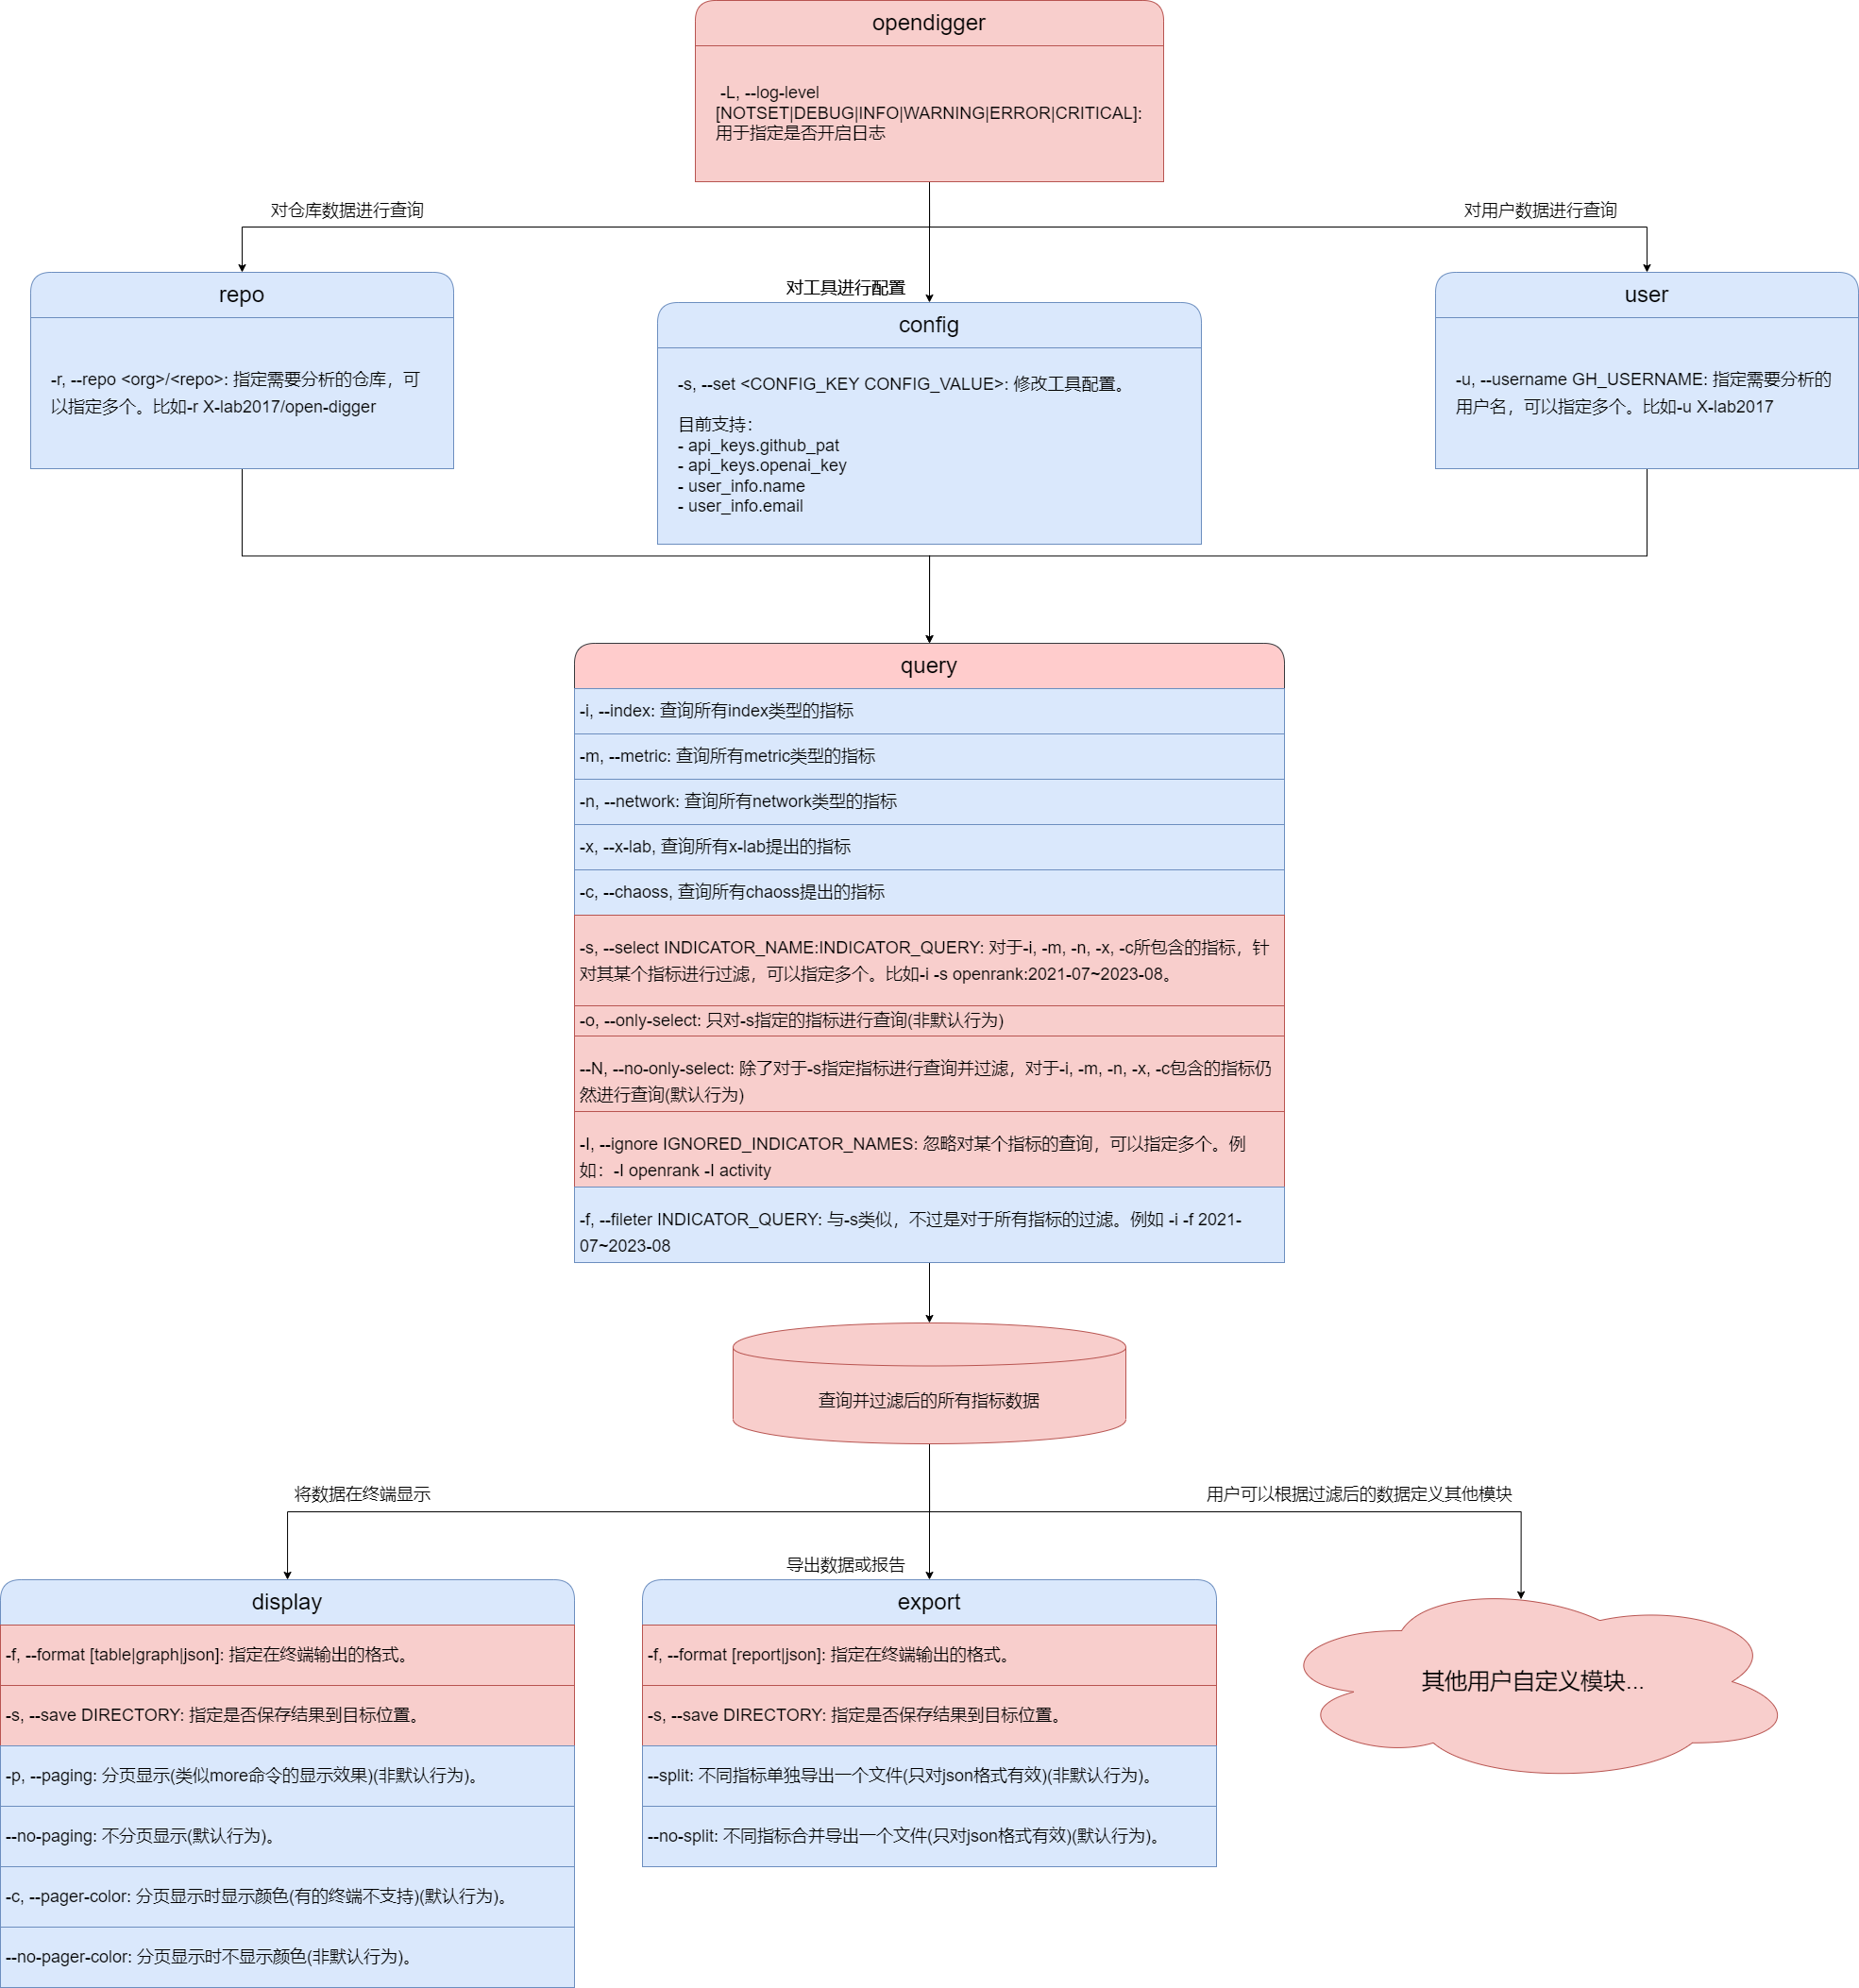 opendigger
-L, --log-level
[NOTSET|DEBUG|INFO|WARNING|ERROR|CRITICAL]:
用于指定是否开启日志
对仓库数据进行查询
对用户数据进行查询
对工具进行配置
repo
-r, --repo <org>/<repo>: 指定需要分析的仓库，可
以指定多个。比如-r X-lab2017/open-digger
config
-s, --set <CONFIG_KEY CONFIG_VALUE>: 修改工具配置。
目前支持：
- api_keys.github_pat
- api_keys.openai_key
- user_info.name
- user_info.email
user
-u, --username GH_USERNAME: 指定需要分析的
用户名，可以指定多个。比如-u X-lab2017
query
-i, --index: 查询所有index类型的指标
-m, --metric: 查询所有metric类型的指标
-n, --network: 查询所有network类型的指标
-x, --x-lab, 查询所有x-lab提出的指标
-c, --chaoss, 查询所有chaoss提出的指标
-s, --select INDICATOR_NAME:INDICATOR_QUERY: 对于-i, -m, -n, -x, -c所包含的指标，针
对其某个指标进行过滤，可以指定多个。比如-i -s openrank:2021-07~2023-08。
-o, --only-select: 只对-s指定的指标进行查询(非默认行为)
--N, --no-only-select: 除了对于-s指定指标进行查询并过滤，对于-i, -m, -n, -x, -c包含的指标仍
然进行查询(默认行为)
-I, --ignore IGNORED_INDICATOR_NAMES: 忽略对某个指标的查询，可以指定多个。例
如：-I openrank -I activity
-f, --fileter INDICATOR_QUERY: 与-s类似，不过是对于所有指标的过滤。例如 -i -f 2021-
07~2023-08
查询并过滤后的所有指标数据
将数据在终端显示
用户可以根据过滤后的数据定义其他模块
导出数据或报告
display
-f, --format [table|graph|json]: 指定在终端输出的格式。
-s, --save DIRECTORY: 指定是否保存结果到目标位置。
-p, --paging: 分页显示(类似more命令的显示效果)(非默认行为)。
--no-paging: 不分页显示(默认行为)。
-c, --pager-color: 分页显示时显示颜色(有的终端不支持)(默认行为)。
--no-pager-color: 分页显示时不显示颜色(非默认行为)。
export
-f, --format [report|json]: 指定在终端输出的格式。
-s, --save DIRECTORY: 指定是否保存结果到目标位置。
--split: 不同指标单独导出一个文件(只对json格式有效)(非默认行为)。
--no-split: 不同指标合并导出一个文件(只对json格式有效)(默认行为)。
其他用户自定义模块...